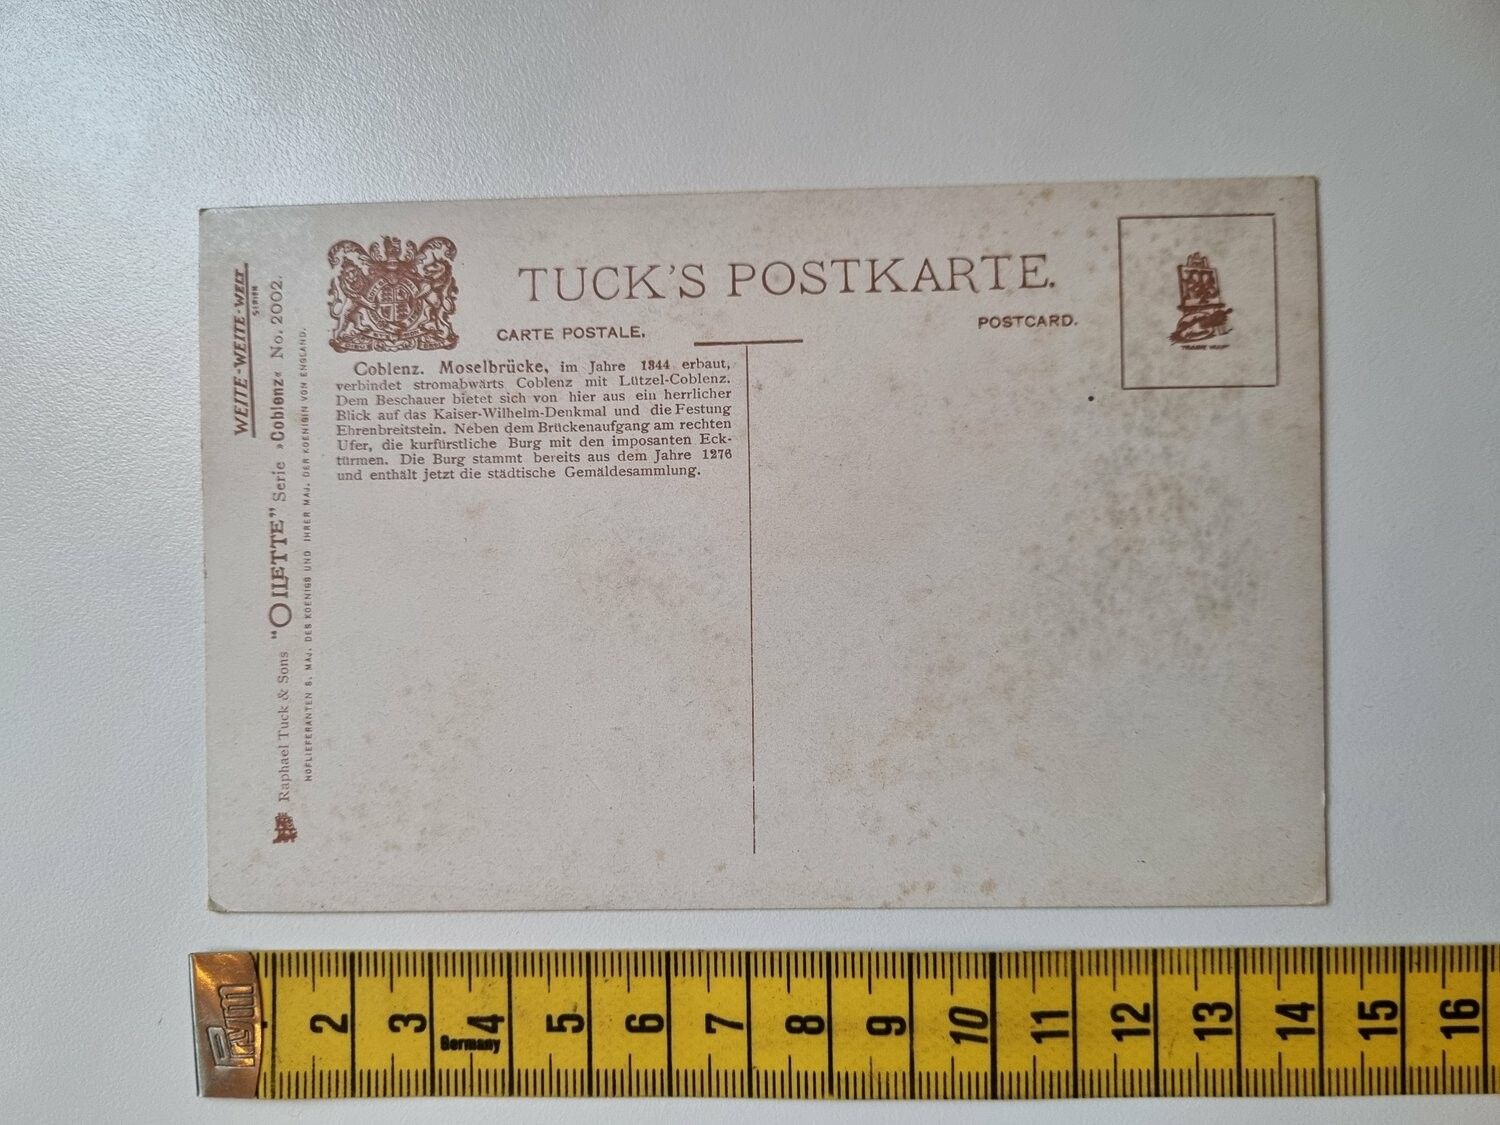 WEITE-WEITE-WELT
SERIEN
Raphael Tuck & Sons "OILETTE" Serie »Coblenz« No. 2002.
HOFLIEFERANTEN S. MAJ. DES KOENIGS UND IHRER MAJ. DER KOENIGIN VON ENGLAND.
TUCK'S POSTKARTE.
CARTE POSTALE.
POSTCARD.
Coblenz. Moselbrücke, im Jahre 1344 erbaut,
verbindet stromabwärts Coblenz mit Lützel-Coblenz.
Dem Beschauer bietet sich von hier aus ein herrlicher
Blick auf das Kaiser-Wilhelm-Denkmal und die Festung
Ehrenbreitstein. Neben dem Brückenaufgang am rechten
Ufer, die kurfürstliche Burg mit den imposanten Eck-
türmen. Die Burg stammt bereits aus dem Jahre 1276
und enthält jetzt die städtische Gemäldesammlung.
Prym
2 3 4 5 6 7 8 9 10 11 12 13 14 15 16
Germany